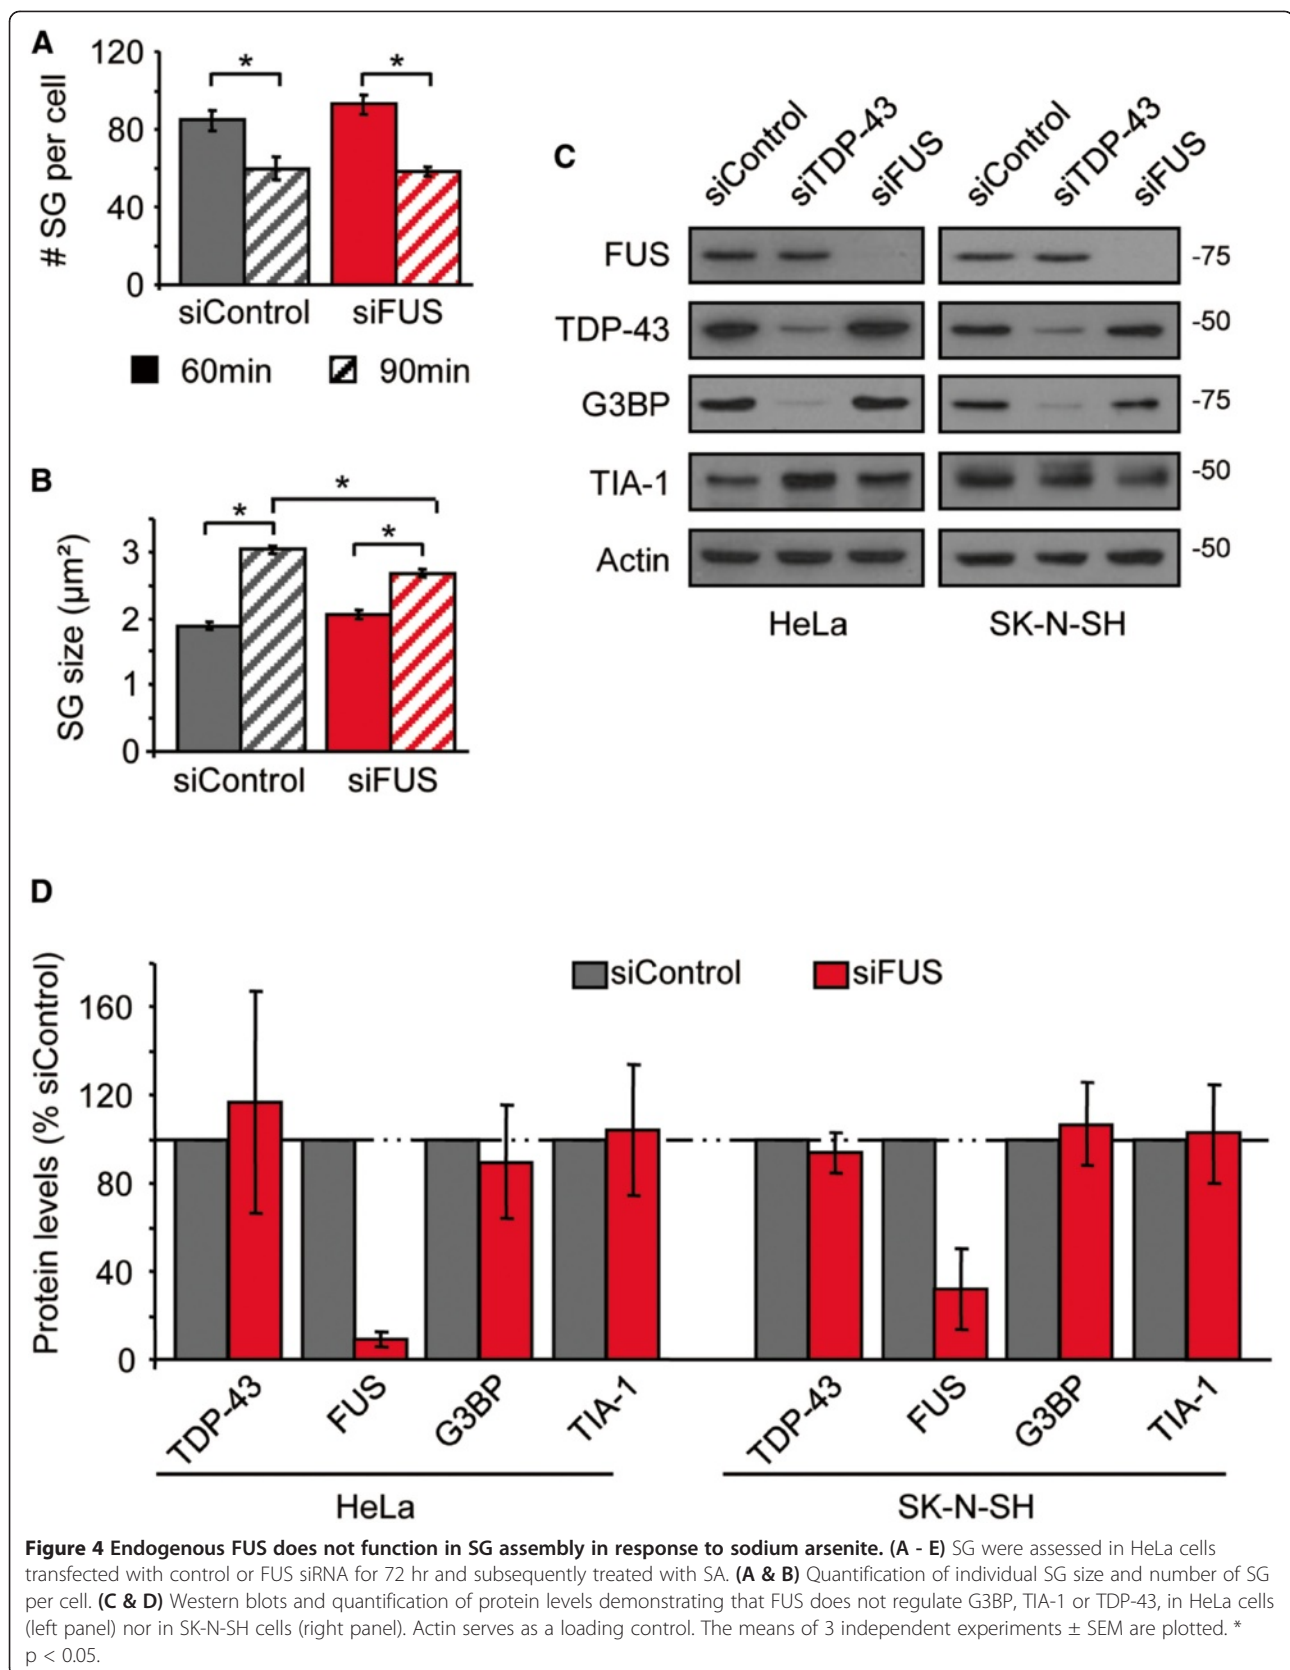 A
120
80
40
0
# SG per cell
*
*
siControl
siFUS
60min
90min
B
3
2
1
0
SG size (µm²)
*
*
*
siControl
siFUS
C
siControl
siTDP-43
siFUS
siControl
siTDP-43
siFUS
FUS
-75
TDP-43
-50
G3BP
-75
TIA-1
-50
Actin
-50
HeLa
SK-N-SH
D
siControl
siFUS
Protein levels (% siControl)
160
120
80
40
0
TDP-43
FUS
G3BP
TIA-1
TDP-43
FUS
G3BP
TIA-1
HeLa
SK-N-SH
Figure 4 Endogenous FUS does not function in SG assembly in response to sodium arsenite. (A - E) SG were assessed in HeLa cells
transfected with control or FUS siRNA for 72 hr and subsequently treated with SA. (A & B) Quantification of individual SG size and number of SG
per cell. (C & D) Western blots and quantification of protein levels demonstrating that FUS does not regulate G3BP, TIA-1 or TDP-43, in HeLa cells
(left panel) nor in SK-N-SH cells (right panel). Actin serves as a loading control. The means of 3 independent experiments ± SEM are plotted. *
p < 0.05.